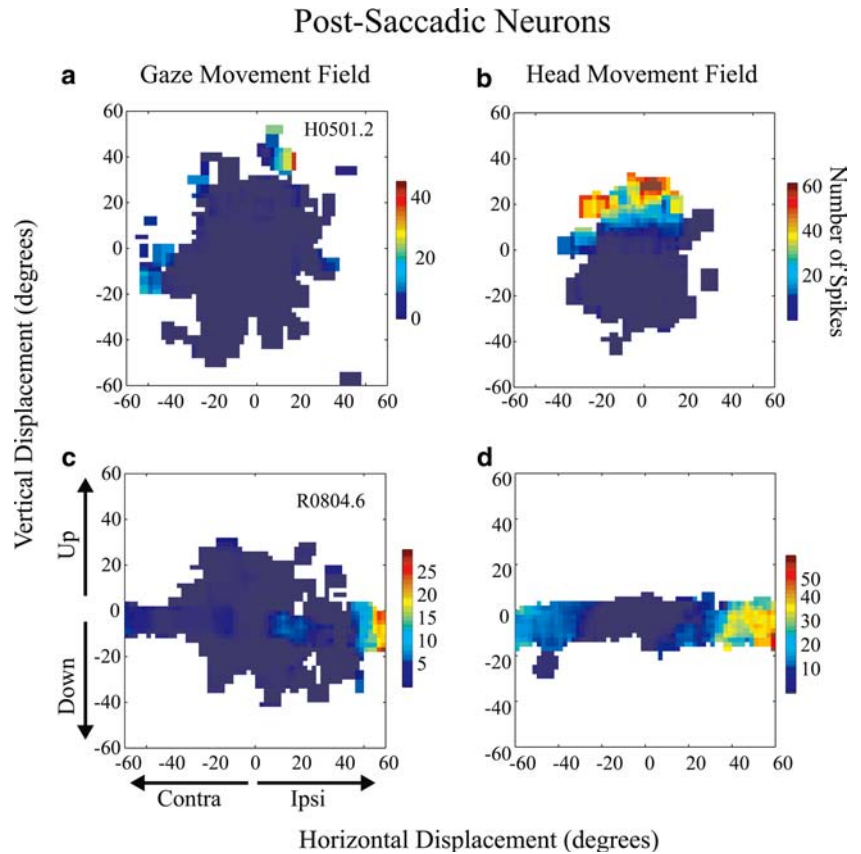 Post-Saccadic Neurons
a
Gaze Movement Field
b
Head Movement Field
H0501.2
60
40
20
0
-20
-40
-60
-60 -40 -20 0 20 40 60
40
20
0
60
40
20
0
-20
-40
-60
-60 -40 -20 0 20 40 60
60
40
20
Number of Spikes
Vertical Displacement (degrees)
Up
Down
c
R0804.6
60
40
20
0
-20
-40
-60
-60 -40 -20 0 20 40 60
25
20
15
10
5
d
60
40
20
0
-20
-40
-60
-60 -40 -20 0 20 40 60
50
40
30
20
10
Contra
Ipsi
Horizontal Displacement (degrees)